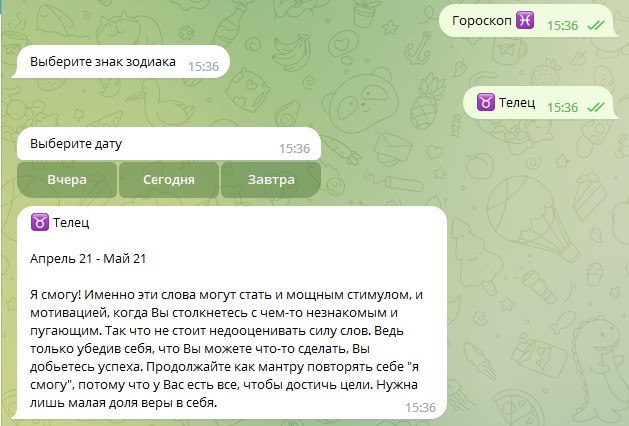 Гороскоп ♓ 15:36
Выберите знак зодиака 15:36
♉ Телец 15:36
Выберите дату 15:36
Вчера Сегодня Завтра
♉ Телец
Апрель 21 - Май 21
Я смогу! Именно эти слова могут стать и мощным стимулом, и
мотивацией, когда Вы столкнетесь с чем-то незнакомым и
пугающим. Так что не стоит недооценивать силу слов. Ведь
только убедив себя, что Вы можете что-то сделать, Вы
добьетесь успеха. Продолжайте как мантру повторять себе "я
смогу", потому что у Вас есть все, чтобы достичь цели. Нужна
лишь малая доля веры в себя. 15:36